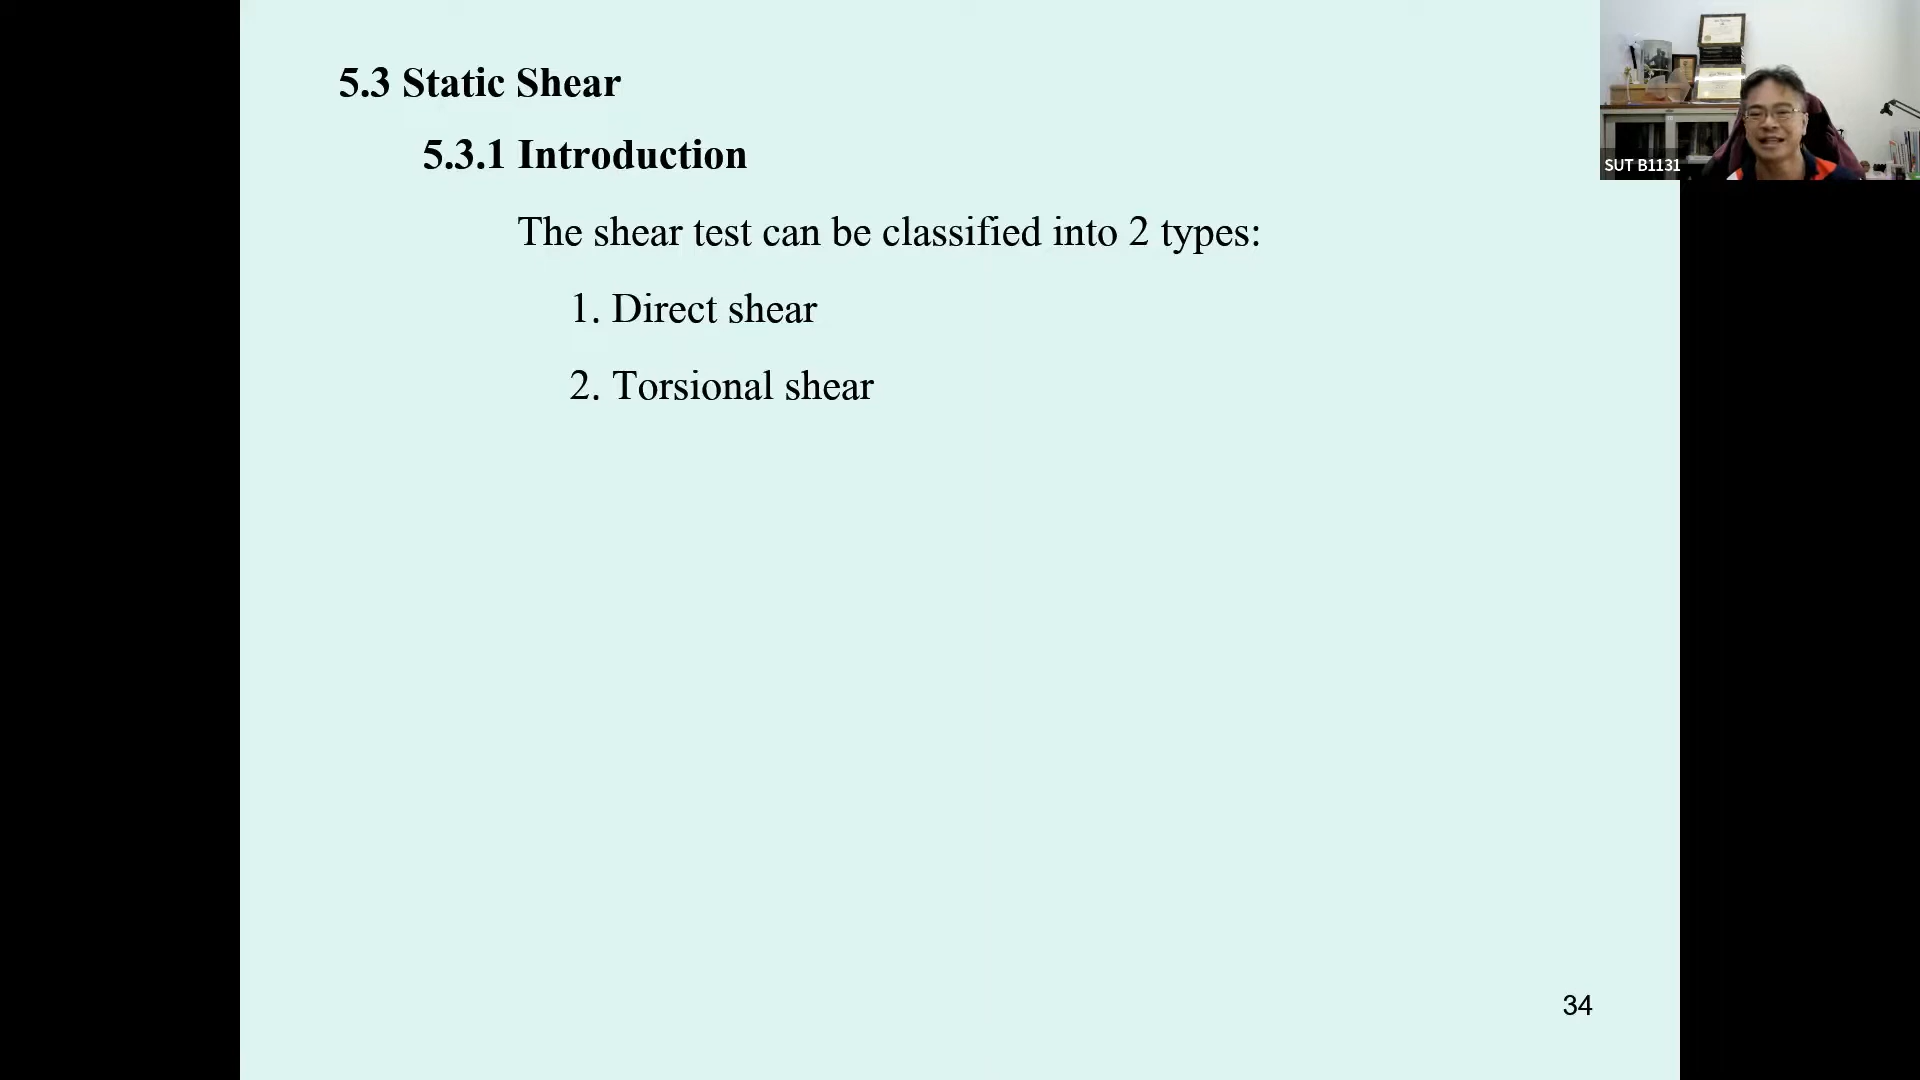 5.3 Static Shear
5.3.1 Introduction
The shear test can be classified into 2 types:
1. Direct shear
2. Torsional shear
SUT B1131
34